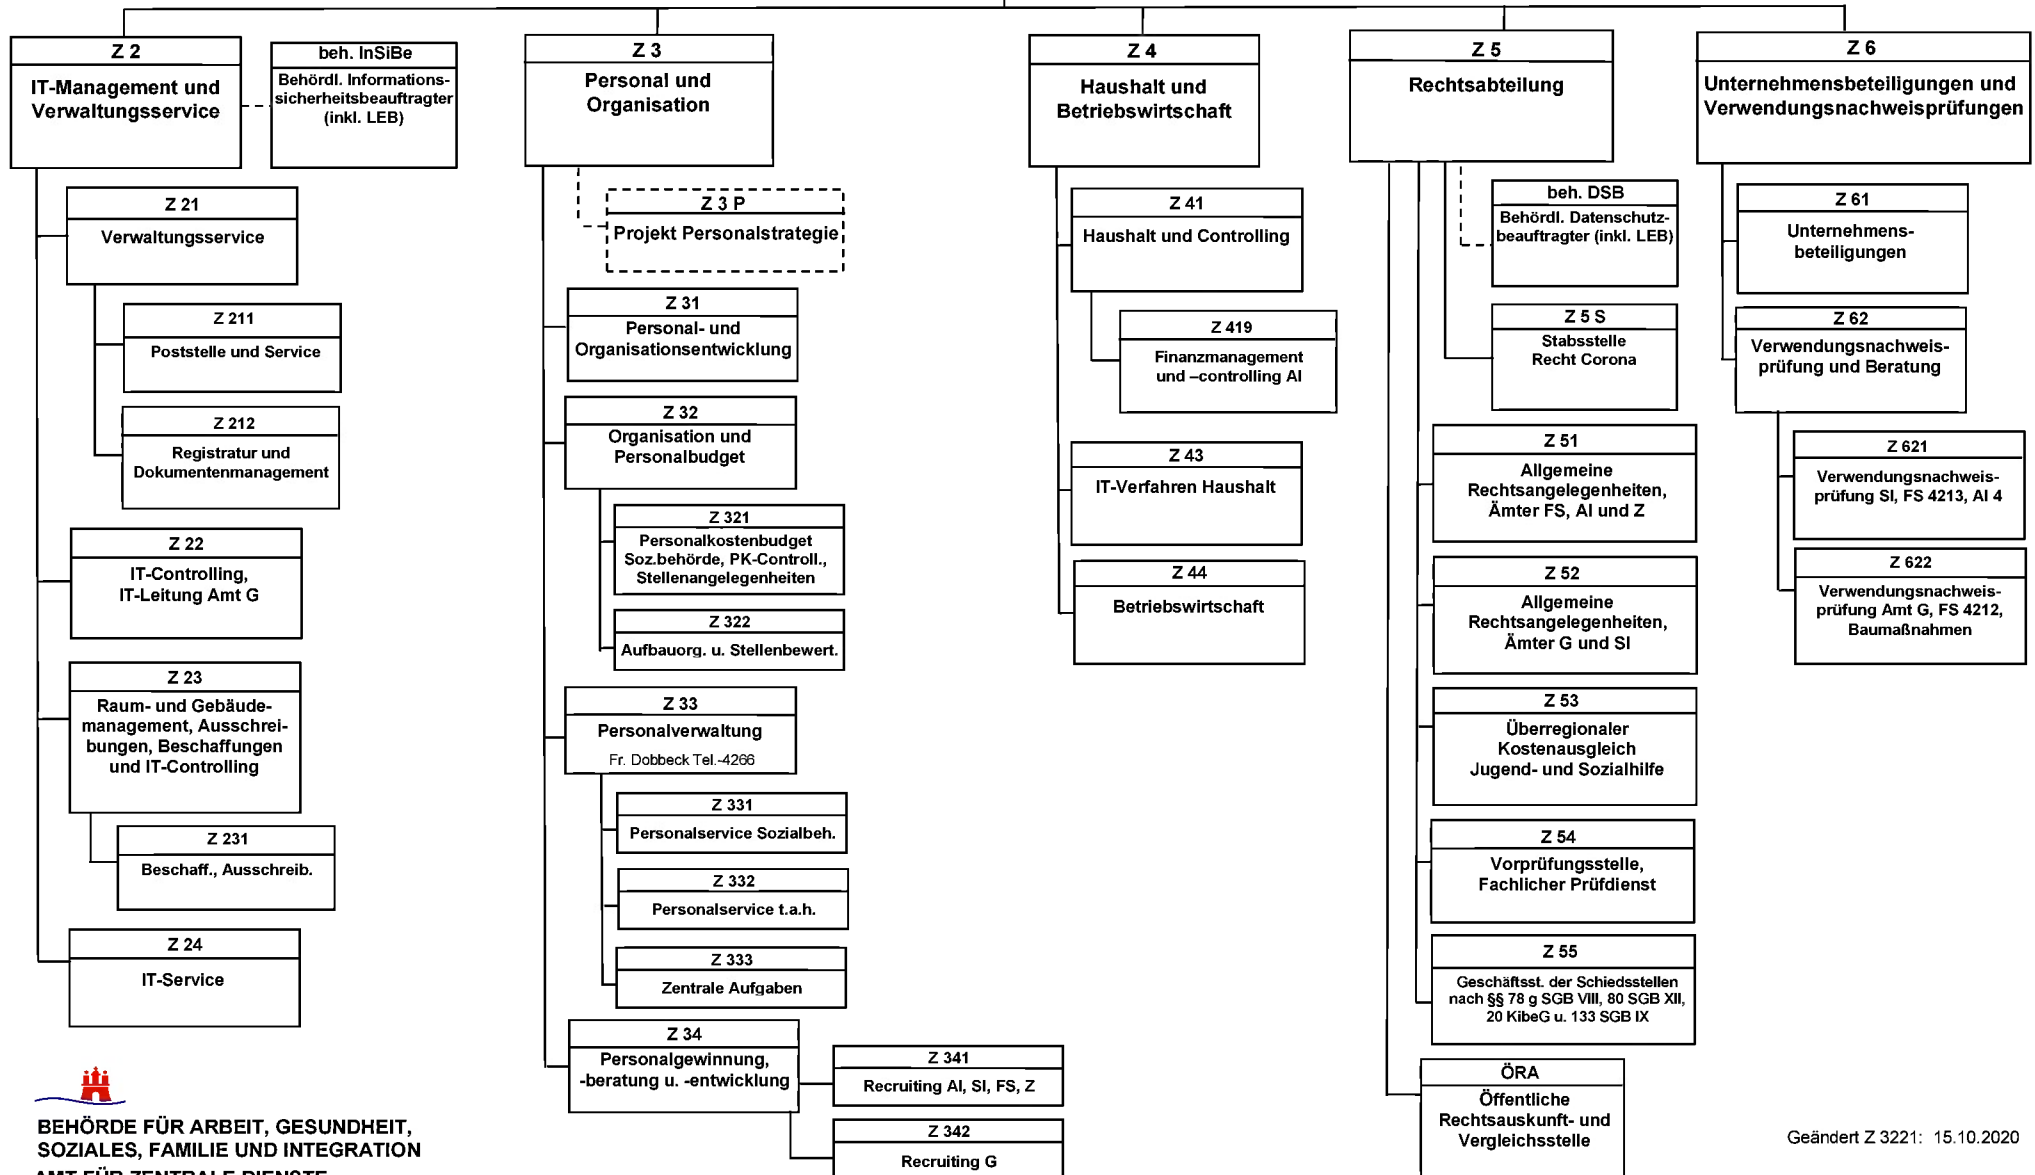 Z 2
IT-Management und
Verwaltungsservice
beh. InSiBe
Behördl. Informations-
sicherheitsbeauftragter
(inkl. LEB)
Z 21
Verwaltungsservice
Z 211
Poststelle und Service
Z 212
Registratur und
Dokumentenmanagement
Z 22
IT-Controlling,
IT-Leitung Amt G
Z 23
Raum- und Gebäude-
management, Ausschrei-
bungen, Beschaffungen
und IT-Controlling
Z 231
Beschaff., Ausschreib.
Z 24
IT-Service
Z 3
Personal und
Organisation
Z 3 P
Projekt Personalstrategie
Z 31
Personal- und
Organisationsentwicklung
Z 32
Organisation und
Personalbudget
Z 321
Personalkostenbudget
Soz.behörde, PK-Controll.,
Stellenangelegenheiten
Z 322
Aufbauorg. u. Stellenbewert.
Z 33
Personalverwaltung
Fr. Dobbeck Tel.-4266
Z 331
Personalservice Sozialbeh.
Z 332
Personalservice t.a.h.
Z 333
Zentrale Aufgaben
Z 34
Personalgewinnung,
-beratung u. -entwicklung
Z 341
Recruiting AI, SI, FS, Z
Z 342
Recruiting G
Z 4
Haushalt und
Betriebswirtschaft
Z 41
Haushalt und Controlling
Z 419
Finanzmanagement
und –controlling AI
Z 43
IT-Verfahren Haushalt
Z 44
Betriebswirtschaft
Z 5
Rechtsabteilung
beh. DSB
Behördl. Datenschutz-
beauftragter (inkl. LEB)
Z 5 S
Stabsstelle
Recht Corona
Z 51
Allgemeine
Rechtsangelegenheiten,
Ämter FS, AI und Z
Z 52
Allgemeine
Rechtsangelegenheiten,
Ämter G und SI
Z 53
Überregionaler
Kostenausgleich
Jugend- und Sozialhilfe
Z 54
Vorprüfungsstelle,
Fachlicher Prüfdienst
Z 55
Geschäftsst. der Schiedsstellen
nach §§ 78 g SGB VIII, 80 SGB XII,
20 KibeG u. 133 SGB IX
ÖRA
Öffentliche
Rechtsauskunft- und
Vergleichsstelle
Z 6
Unternehmensbeteiligungen und
Verwendungsnachweisprüfungen
Z 61
Unternehmens-
beteiligungen
Z 62
Verwendungsnachweis-
prüfung und Beratung
Z 621
Verwendungsnachweis-
prüfung SI, FS 4213, AI 4
Z 622
Verwendungsnachweis-
prüfung Amt G, FS 4212,
Baumaßnahmen
BEHÖRDE FÜR ARBEIT, GESUNDHEIT,
SOZIALES, FAMILIE UND INTEGRATION
AMT FÜR ZENTRALE DIENSTE
Geändert Z 3221: 15.10.2020